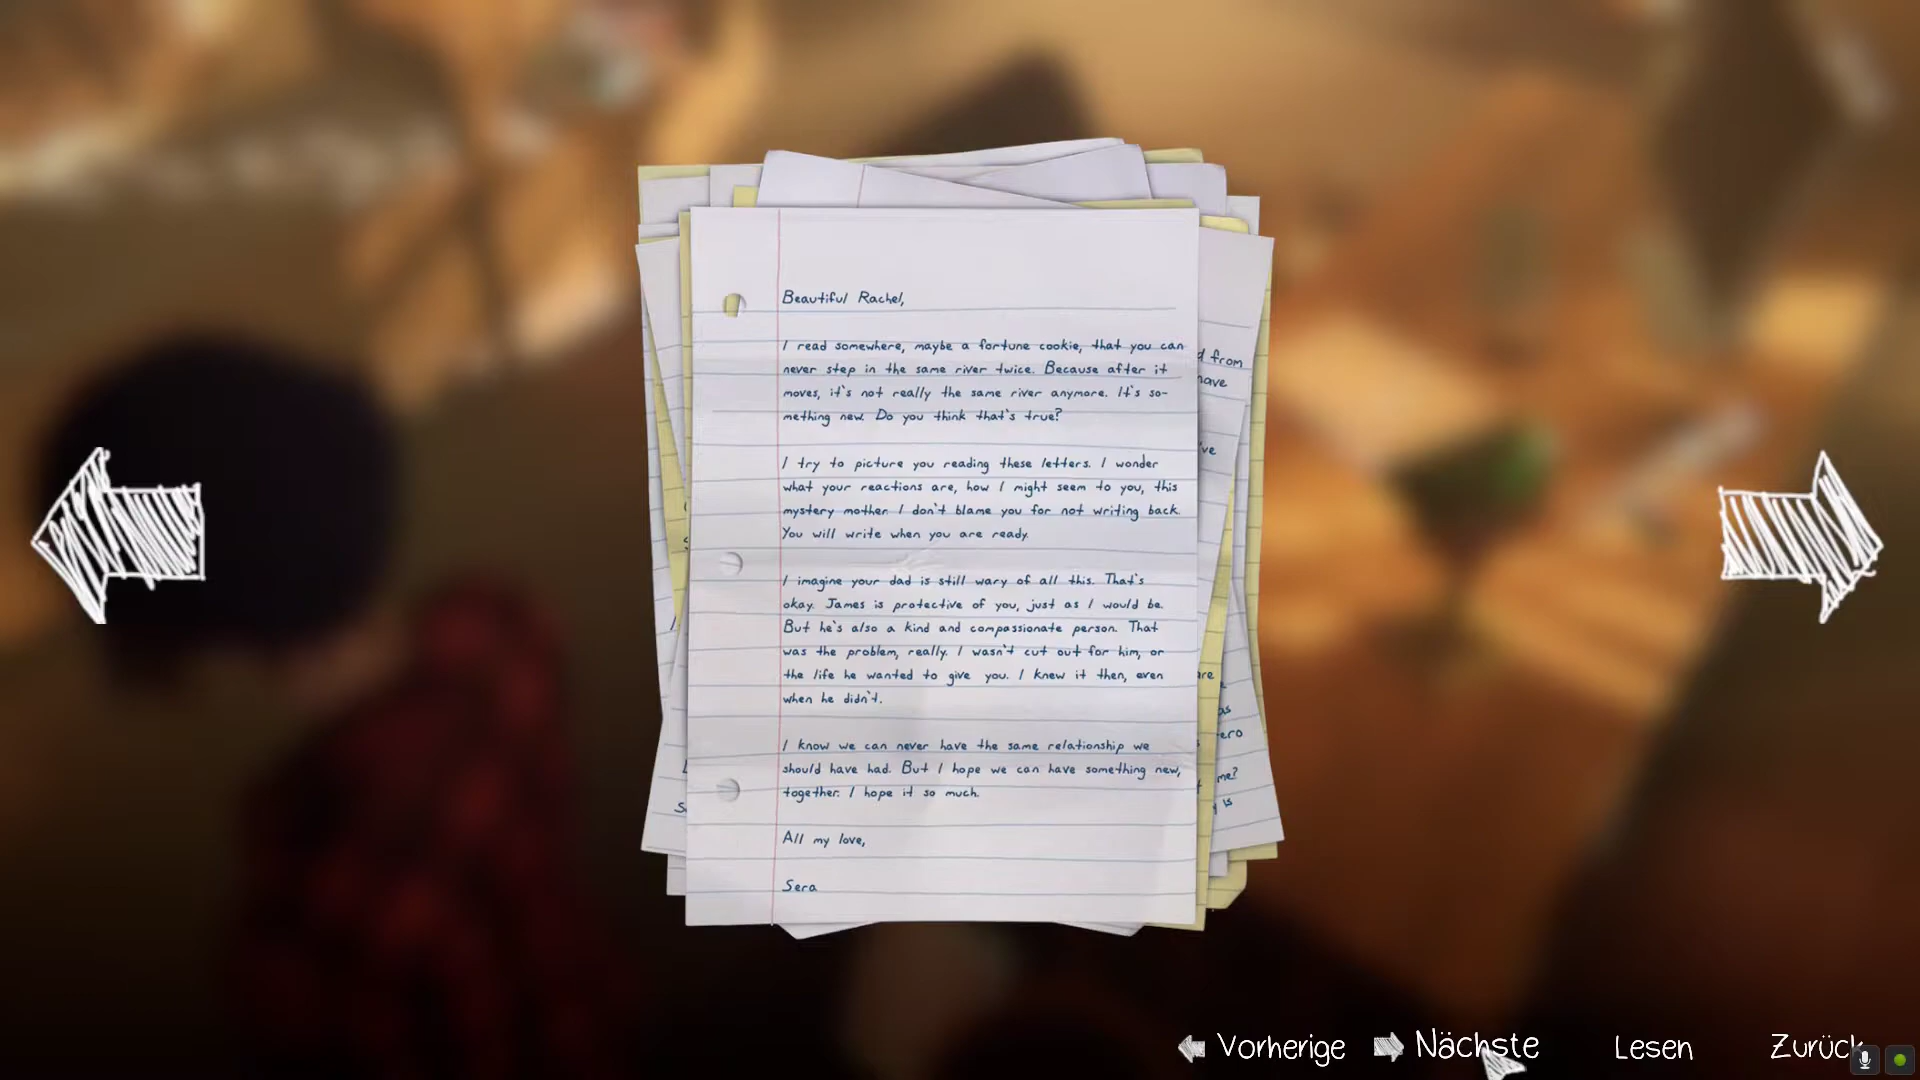 Beautiful Rachel,
I read somewhere, maybe a fortune cookie, that you can
never step in the same river twice. Because after it
moves, it's not really the same river anymore. It's so-
mething new. Do you think that's true?
I try to picture you reading these letters. I wonder
what your reactions are, how I might seem to you, this
mystery mother. I don't blame you for not writing back.
You will write when you are ready.
I imagine your dad is still wary of all this. That's
okay. James is protective of you, just as I would be.
But he's also a kind and compassionate person. That
was the problem, really. I wasn't cut out for him, or
the life he wanted to give you. I knew it then, even
when he didn't.
I know we can never have the same relationship we
should have had. But I hope we can have something new,
together. I hope it so much.
All my love,
Sera
from
have
've
are
as
ero
me?
is
Vorherige
Nächste
Lesen
Zurück